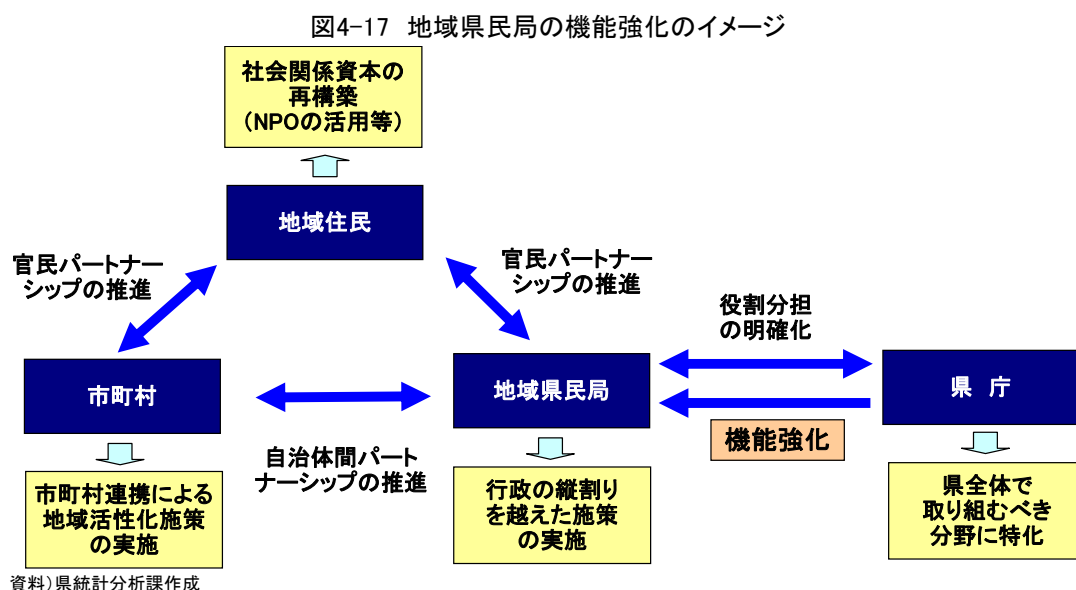 図4-17 地域県民局の機能強化のイメージ
社会関係資本の
再構築
（NPOの活用等）
地域住民
官民パートナー
シップの推進
官民パートナー
シップの推進
役割分担
の明確化
市町村
地域県民局
県 庁
機能強化
自治体間パート
ナーシップの推進
市町村連携による
地域活性化施策
の実施
行政の縦割り
を越えた施策
の実施
県全体で
取り組むべき
分野に特化
資料）県統計分析課作成